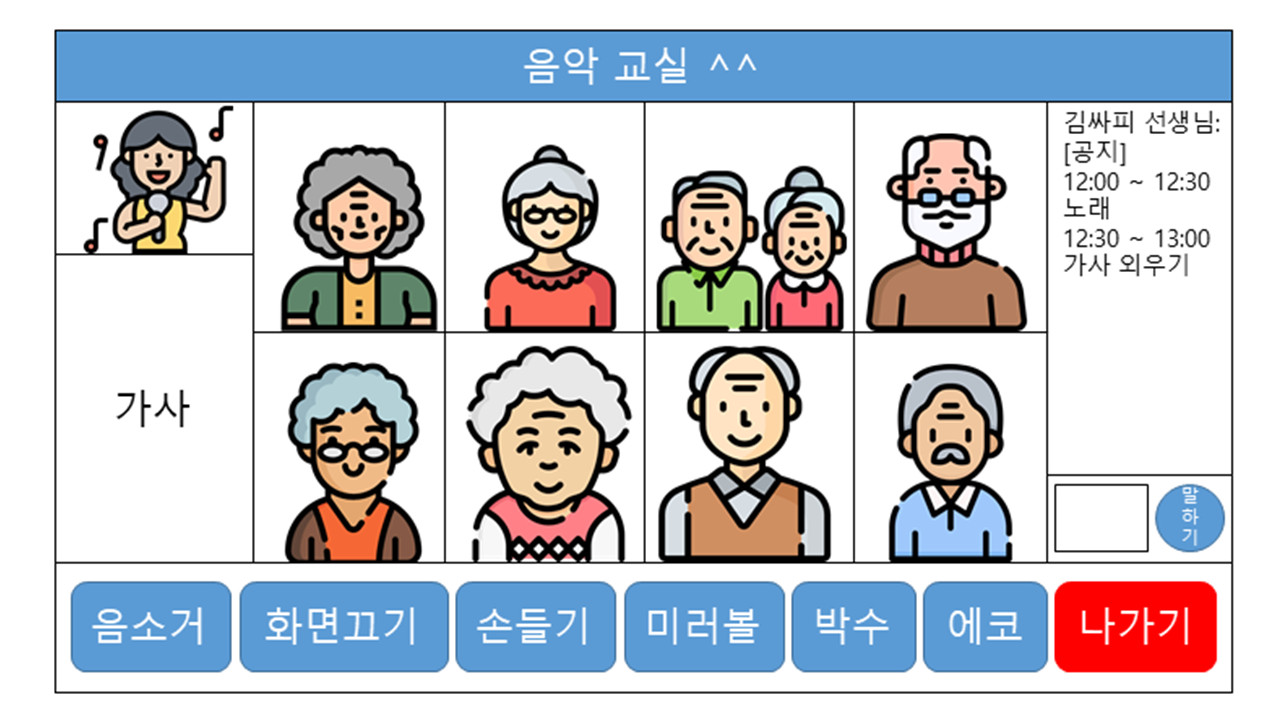 음악 교실 ^^
가사
김싸피 선생님:
[공지]
12:00 ~ 12:30
노래
12:30 ~ 13:00
가사 외우기
말
하
기
음소거
화면끄기
손들기
미러볼
박수
에코
나가기